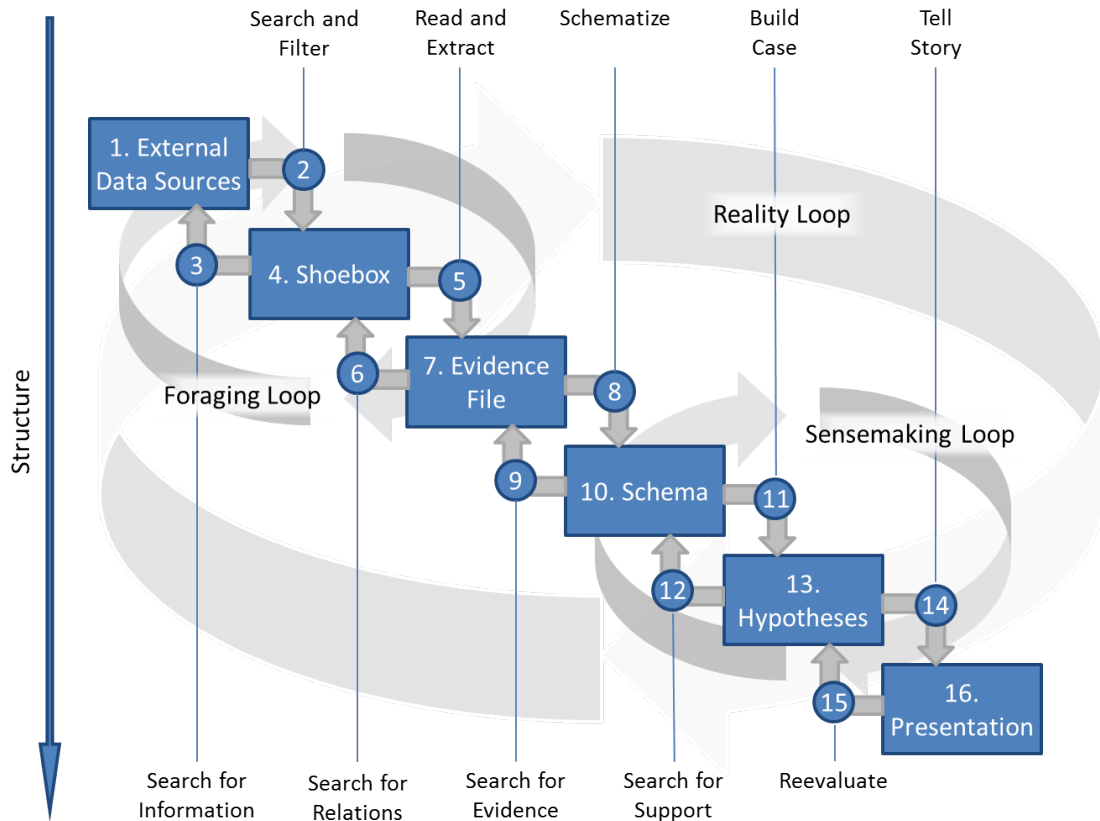 Search and
Filter
Read and
Extract
Schematize
Build
Case
Tell
Story
1. External
Data Sources
2
Reality Loop
3
4. Shoebox
5
6
7. Evidence
File
8
Foraging Loop
Sensemaking Loop
Structure
9
10. Schema
11
12
13.
Hypotheses
14
15
16.
Presentation
Search for
Information
Search for
Relations
Search for
Evidence
Search for
Support
Reevaluate